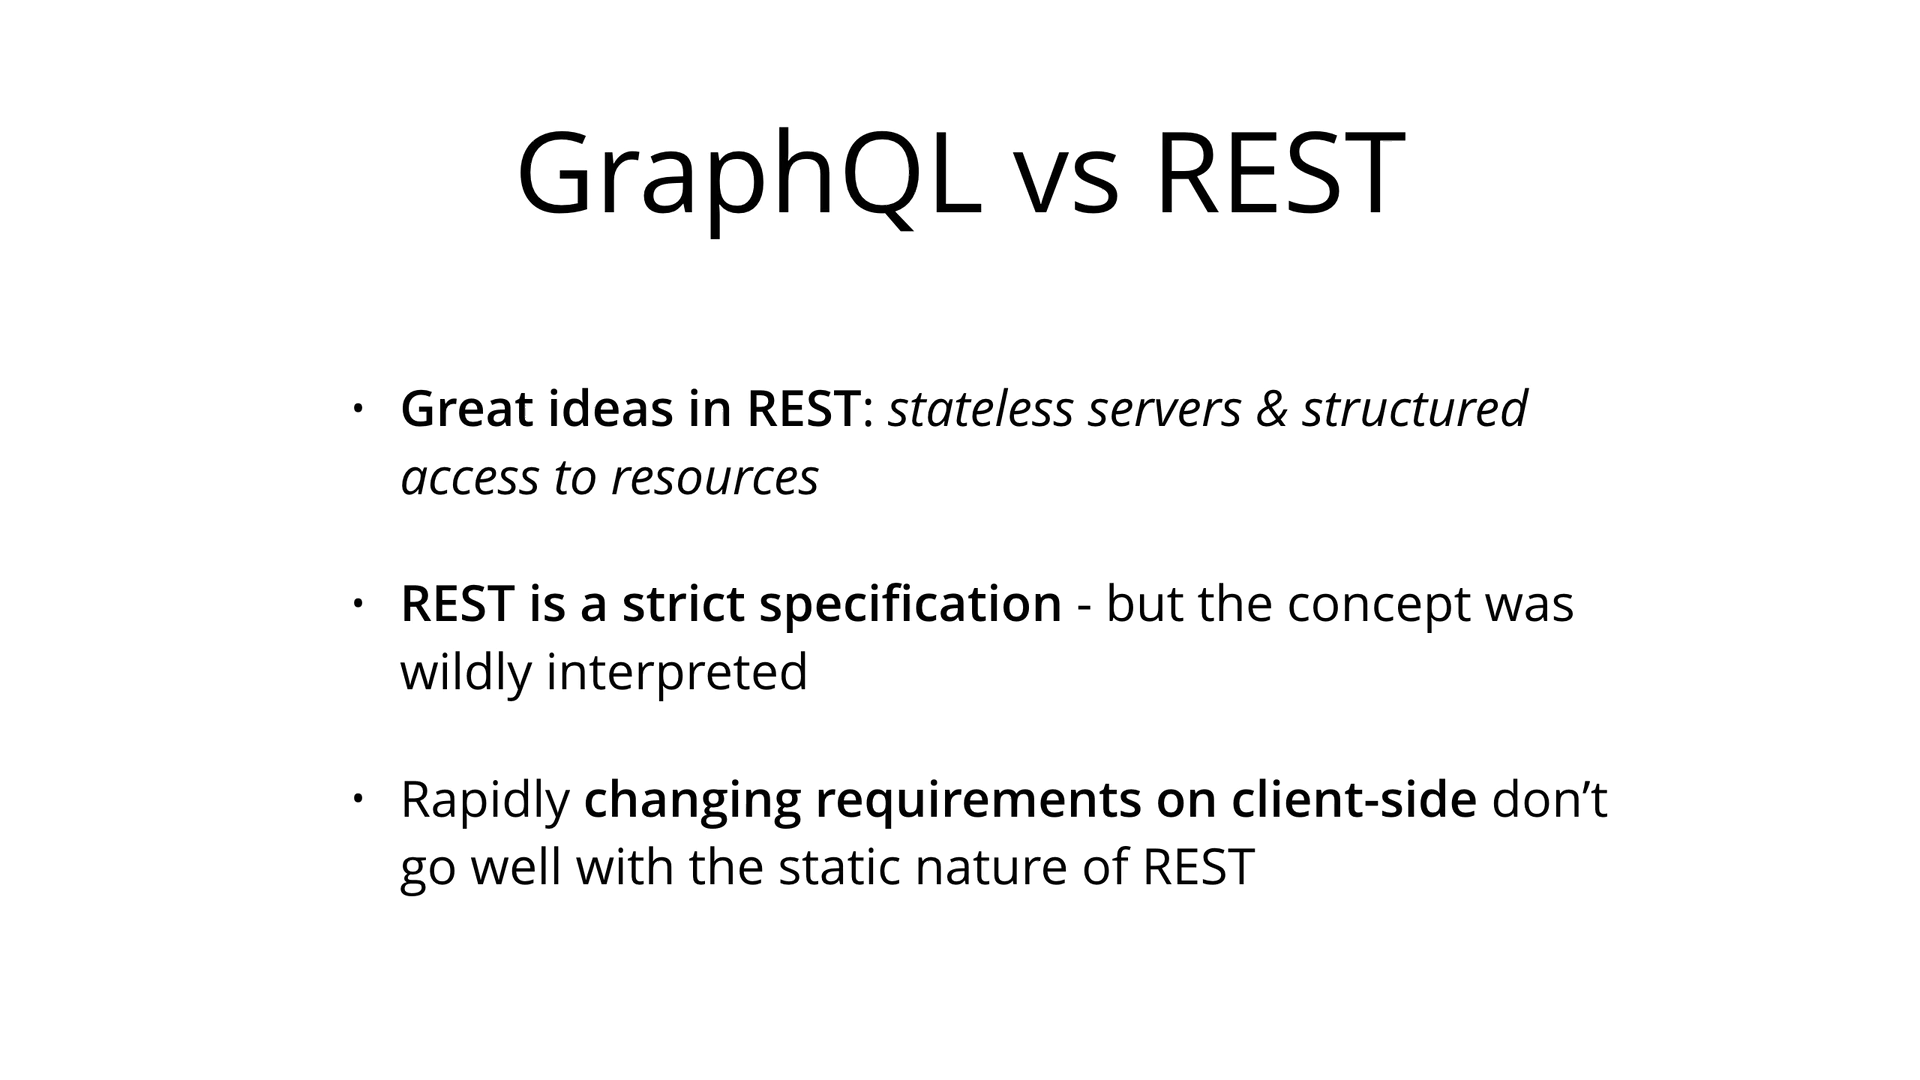 GraphQL vs REST
• Great ideas in REST: stateless servers & structured
access to resources
• REST is a strict specification - but the concept was
wildly interpreted
• Rapidly changing requirements on client-side don’t
go well with the static nature of REST